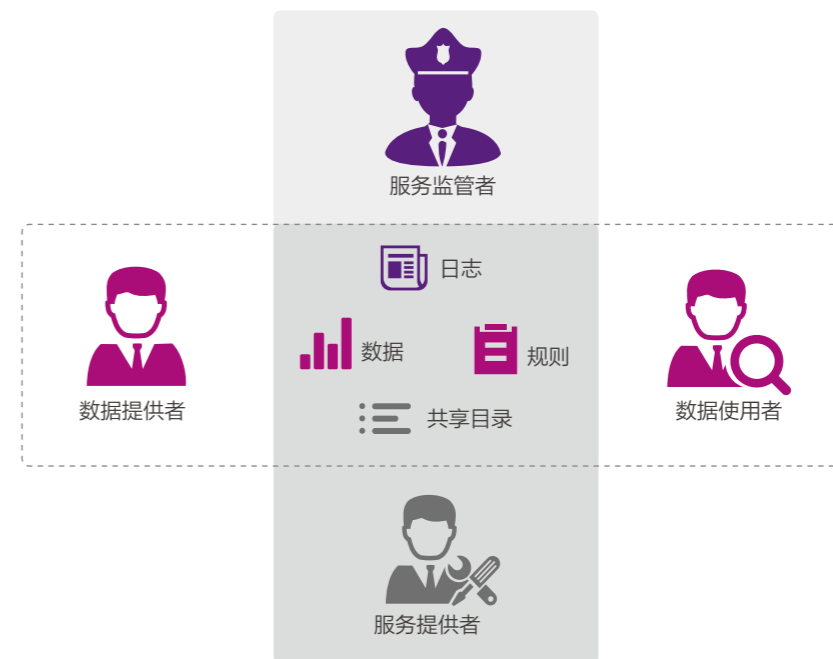 服务监管者
日志
数据
规则
共享目录
数据提供者
数据使用者
服务提供者